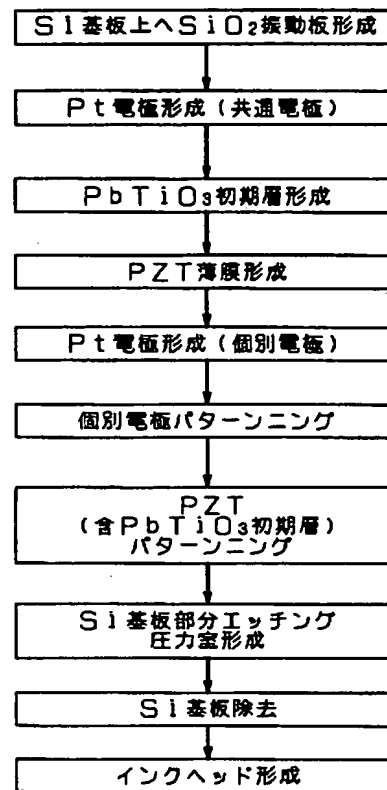 Si基板上へSiO₂振動板形成
Pt電極形成(共通電極)
PbTiO₃初期層形成
PZT薄膜形成
Pt電極形成(個別電極)
個別電極パターンニング
PZT
(含PbTiO₃初期層)
パターンニング
Si基板部分エッチング
圧力室形成
Si基板除去
インクヘッド形成